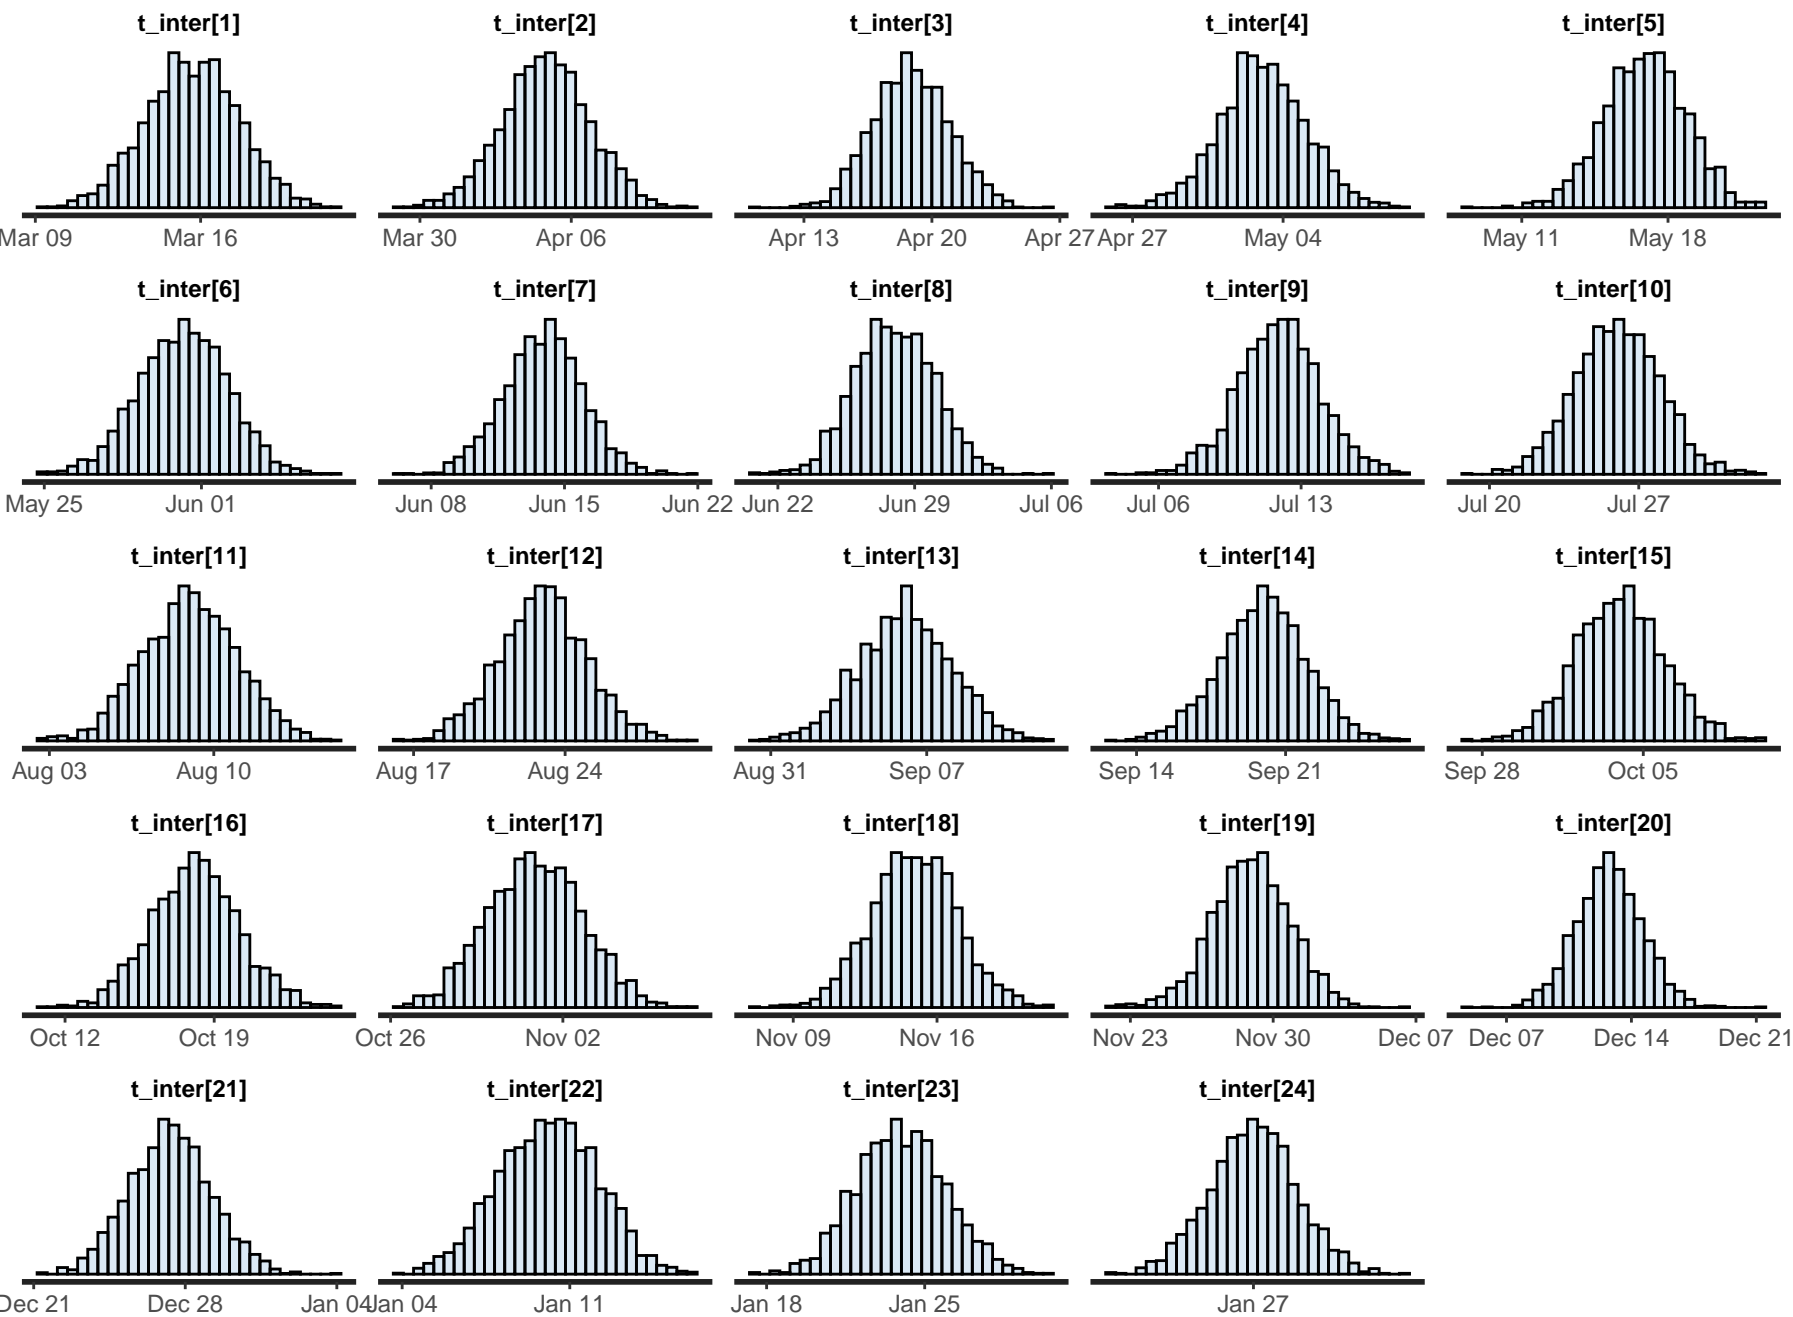 t_inter[1] t_inter[2] t_inter[3] t_inter[4] t_inter[5]
Mar 09 Mar 16 Mar 30 Apr 06 Apr 13 Apr 20 Apr 27 Apr 27 May 04 May 11 May 18
t_inter[6] t_inter[7] t_inter[8] t_inter[9] t_inter[10]
May 25 Jun 01 Jun 08 Jun 15 Jun 22 Jun 22 Jun 29 Jul 06 Jul 06 Jul 13 Jul 20 Jul 27
t_inter[11] t_inter[12] t_inter[13] t_inter[14] t_inter[15]
Aug 03 Aug 10 Aug 17 Aug 24 Aug 31 Sep 07 Sep 14 Sep 21 Sep 28 Oct 05
t_inter[16] t_inter[17] t_inter[18] t_inter[19] t_inter[20]
Oct 12 Oct 19 Oct 26 Nov 02 Nov 09 Nov 16 Nov 23 Nov 30 Dec 07 Dec 07 Dec 14 Dec 21
t_inter[21] t_inter[22] t_inter[23] t_inter[24]
Dec 21 Dec 28 Jan 04 Jan 04 Jan 11 Jan 18 Jan 25 Jan 27